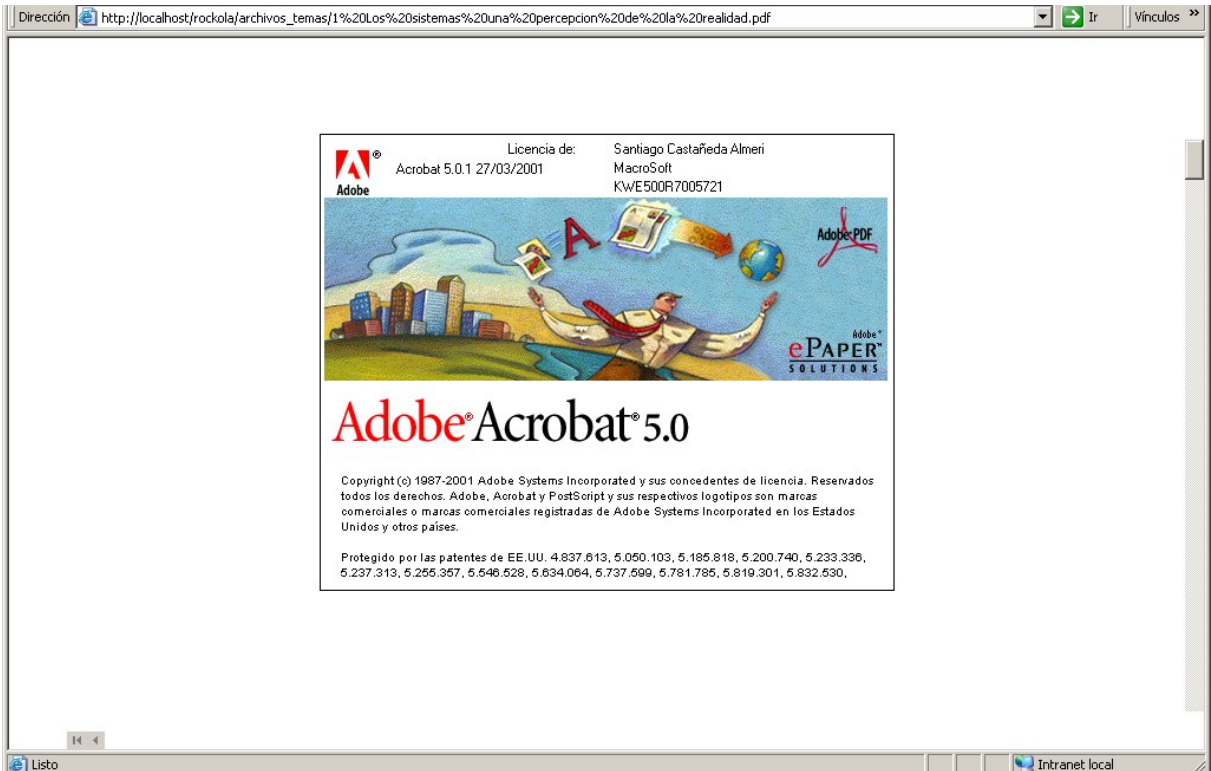 Dirección http://localhost/rockola/archivos_temas/1%20Los%20sistemas%20una%20percepcion%20de%20la%20realidad.pdf Ir Vínculos »
Licencia de: Santiago Castañeda Almeri
Acrobat 5.0.1 27/03/2001 MacroSoft
KWE500R7005721
Adobe
Adobe PDF
Adobe
ePAPER™
SOLUTIONS
Adobe® Acrobat® 5.0
Copyright (c) 1987-2001 Adobe Systems Incorporated y sus concedentes de licencia. Reservados
todos los derechos. Adobe, Acrobat y PostScript y sus respectivos logotipos son marcas
comerciales o marcas comerciales registradas de Adobe Systems Incorporated en los Estados
Unidos y otros países.
Protegido por las patentes de EE.UU. 4.837.613, 5.050.103, 5.185.818, 5.200.740, 5.233.336,
5.237.313, 5.255.357, 5.546.528, 5.634.064, 5.737.599, 5.781.785, 5.819.301, 5.832.530,
Listo Intranet local